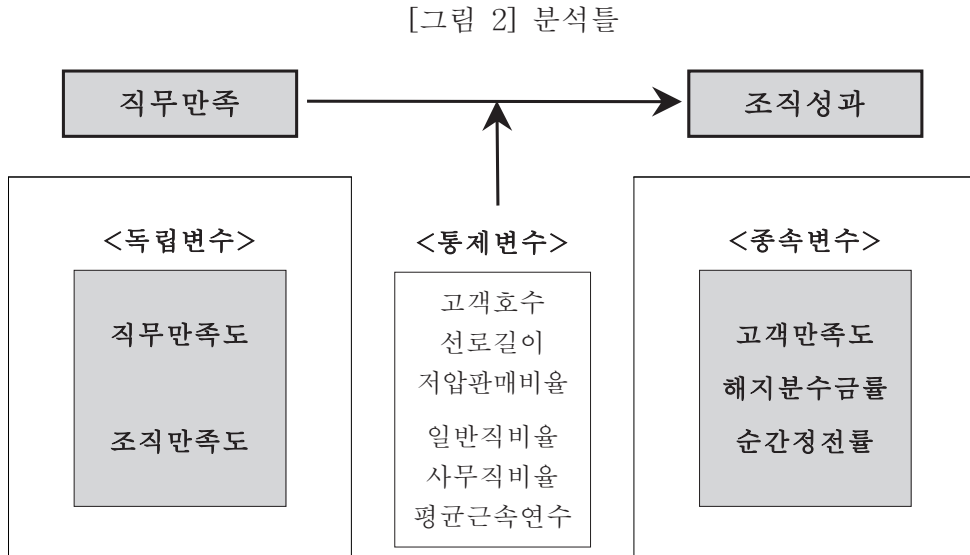 [그림 2] 분석틀
직무만족
조직성과
<독립변수>
직무만족도
조직만족도
<통제변수>
고객호수
선로길이
저압판매비율
일반직비율
사무직비율
평균근속연수
<종속변수>
고객만족도
해지분수금률
순간정전률